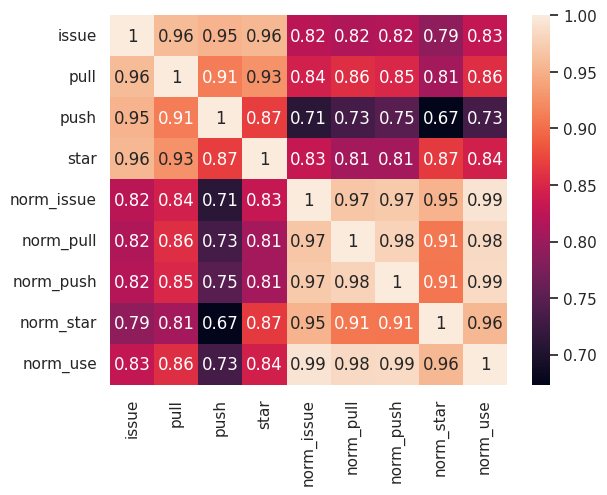 issue 1 0.96 0.95 0.96 0.82 0.82 0.82 0.79 0.83
pull 0.96 1 0.91 0.93 0.84 0.86 0.85 0.81 0.86
push 0.95 0.91 1 0.87 0.71 0.73 0.75 0.67 0.73
star 0.96 0.93 0.87 1 0.83 0.81 0.81 0.87 0.84
norm_issue 0.82 0.84 0.71 0.83 1 0.97 0.97 0.95 0.99
norm_pull 0.82 0.86 0.73 0.81 0.97 1 0.98 0.91 0.98
norm_push 0.82 0.85 0.75 0.81 0.97 0.98 1 0.91 0.99
norm_star 0.79 0.81 0.67 0.87 0.95 0.91 0.91 1 0.96
norm_use 0.83 0.86 0.73 0.84 0.99 0.98 0.99 0.96 1
issue
pull
push
star
norm_issue
norm_pull
norm_push
norm_star
norm_use
1.00
0.95
0.90
0.85
0.80
0.75
0.70